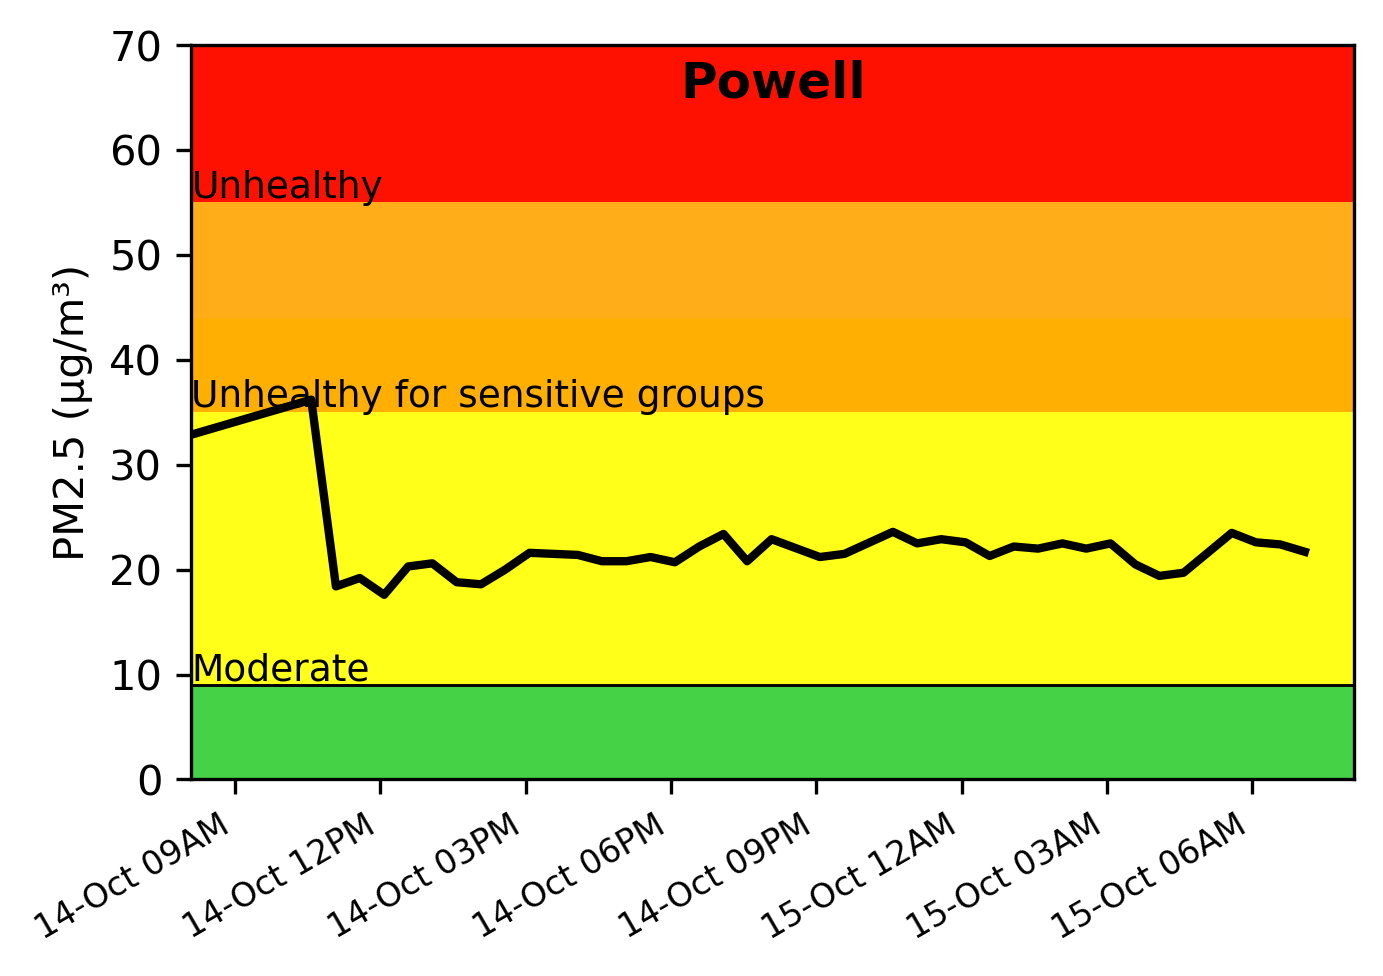 Powell
PM2.5 (µg/m³)
70
60
50
40
30
20
10
0
Unhealthy
Unhealthy for sensitive groups
Moderate
14-Oct 09AM
14-Oct 12PM
14-Oct 03PM
14-Oct 06PM
14-Oct 09PM
15-Oct 12AM
15-Oct 03AM
15-Oct 06AM